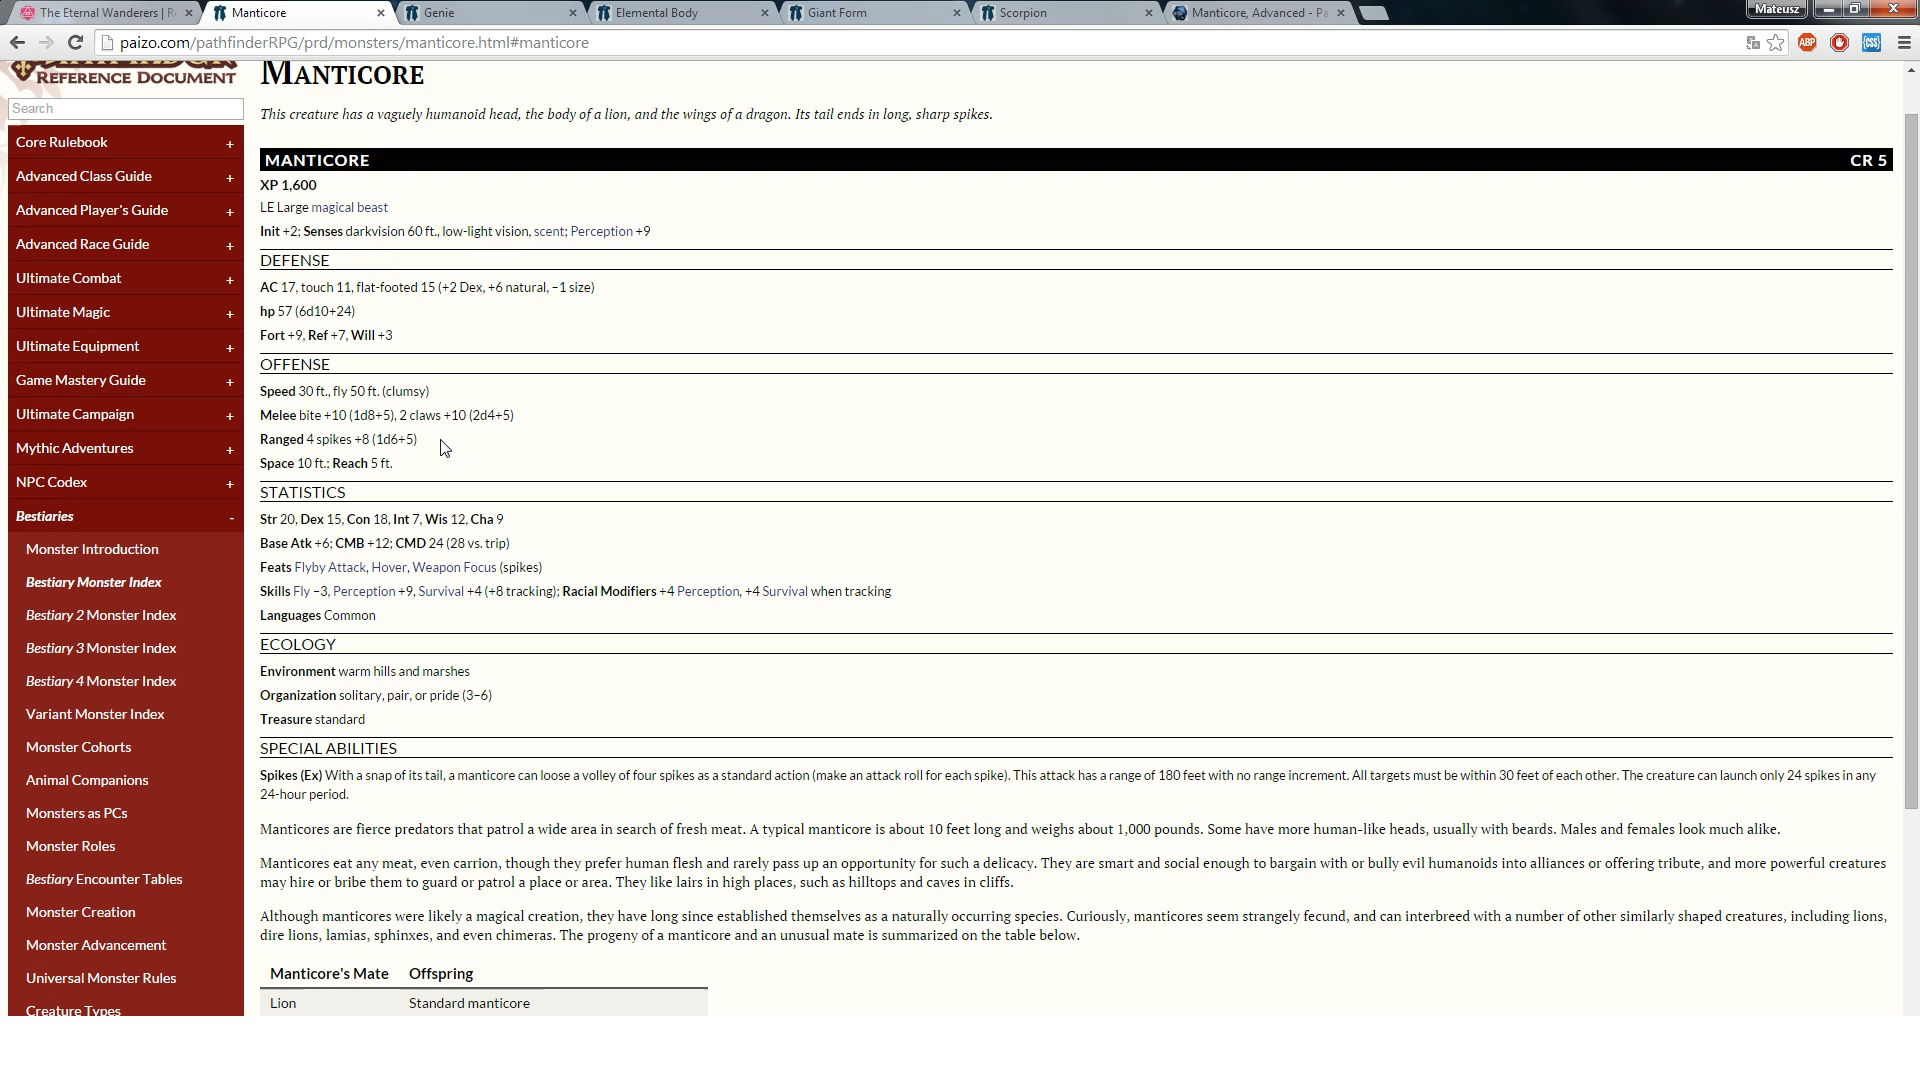 The Eternal Wanderers | R
Manticore
Genie
Elemental Body
Giant Form
Scorpion
Manticore, Advanced - Pa
Mateusz
paizo.com/pathfinderRPG/prd/monsters/manticore.html#manticore
ABP
{CSS}
REFERENCE DOCUMENT
Search
Core Rulebook +
Advanced Class Guide +
Advanced Player's Guide +
Advanced Race Guide +
Ultimate Combat +
Ultimate Magic +
Ultimate Equipment +
Game Mastery Guide +
Ultimate Campaign +
Mythic Adventures +
NPC Codex +
Bestiaries -
Monster Introduction
Bestiary Monster Index
Bestiary 2 Monster Index
Bestiary 3 Monster Index
Bestiary 4 Monster Index
Variant Monster Index
Monster Cohorts
Animal Companions
Monsters as PCs
Monster Roles
Bestiary Encounter Tables
Monster Creation
Monster Advancement
Universal Monster Rules
Creature Types
MANTICORE
This creature has a vaguely humanoid head, the body of a lion, and the wings of a dragon. Its tail ends in long, sharp spikes.
MANTICORE CR 5
XP 1,600
LE Large magical beast
Init +2; Senses darkvision 60 ft., low-light vision, scent; Perception +9
DEFENSE
AC 17, touch 11, flat-footed 15 (+2 Dex, +6 natural, –1 size)
hp 57 (6d10+24)
Fort +9, Ref +7, Will +3
OFFENSE
Speed 30 ft., fly 50 ft. (clumsy)
Melee bite +10 (1d8+5), 2 claws +10 (2d4+5)
Ranged 4 spikes +8 (1d6+5)
Space 10 ft.; Reach 5 ft.
STATISTICS
Str 20, Dex 15, Con 18, Int 7, Wis 12, Cha 9
Base Atk +6; CMB +12; CMD 24 (28 vs. trip)
Feats Flyby Attack, Hover, Weapon Focus (spikes)
Skills Fly –3, Perception +9, Survival +4 (+8 tracking); Racial Modifiers +4 Perception, +4 Survival when tracking
Languages Common
ECOLOGY
Environment warm hills and marshes
Organization solitary, pair, or pride (3–6)
Treasure standard
SPECIAL ABILITIES
Spikes (Ex) With a snap of its tail, a manticore can loose a volley of four spikes as a standard action (make an attack roll for each spike). This attack has a range of 180 feet with no range increment. All targets must be within 30 feet of each other. The creature can launch only 24 spikes in any
24-hour period.
Manticores are fierce predators that patrol a wide area in search of fresh meat. A typical manticore is about 10 feet long and weighs about 1,000 pounds. Some have more human-like heads, usually with beards. Males and females look much alike.
Manticores eat any meat, even carrion, though they prefer human flesh and rarely pass up an opportunity for such a delicacy. They are smart and social enough to bargain with or bully evil humanoids into alliances or offering tribute, and more powerful creatures
may hire or bribe them to guard or patrol a place or area. They like lairs in high places, such as hilltops and caves in cliffs.
Although manticores were likely a magical creation, they have long since established themselves as a naturally occurring species. Curiously, manticores seem strangely fecund, and can interbreed with a number of other similarly shaped creatures, including lions,
dire lions, lamias, sphinxes, and even chimeras. The progeny of a manticore and an unusual mate is summarized on the table below.
Manticore's Mate Offspring
Lion Standard manticore